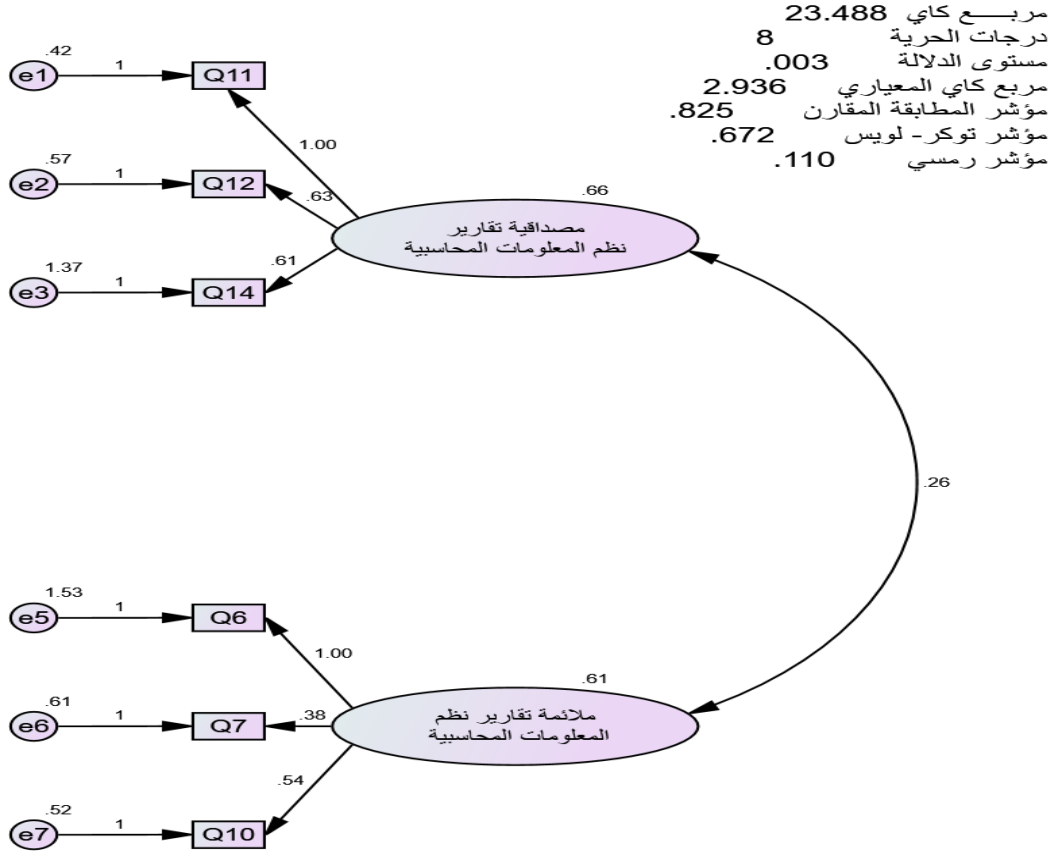 مربـــــع كاي 23.488
درجات الحرية 8
مستوى الدلالة .003
مربع كاي المعياري 2.936
مؤشر المطابقة المقارن .825
مؤشر توكر- لويس .672
مؤشر رمسي .110
.42
e1
1
Q11
1.00
.57
e2
1
Q12
.63
.66
مصداقية تقارير
نظم المعلومات المحاسبية
1.37
e3
1
Q14
.61
.26
1.53
e5
1
Q6
1.00
.61
ملائمة تقارير نظم
المعلومات المحاسبية
.61
e6
1
Q7
.38
.54
.52
e7
1
Q10